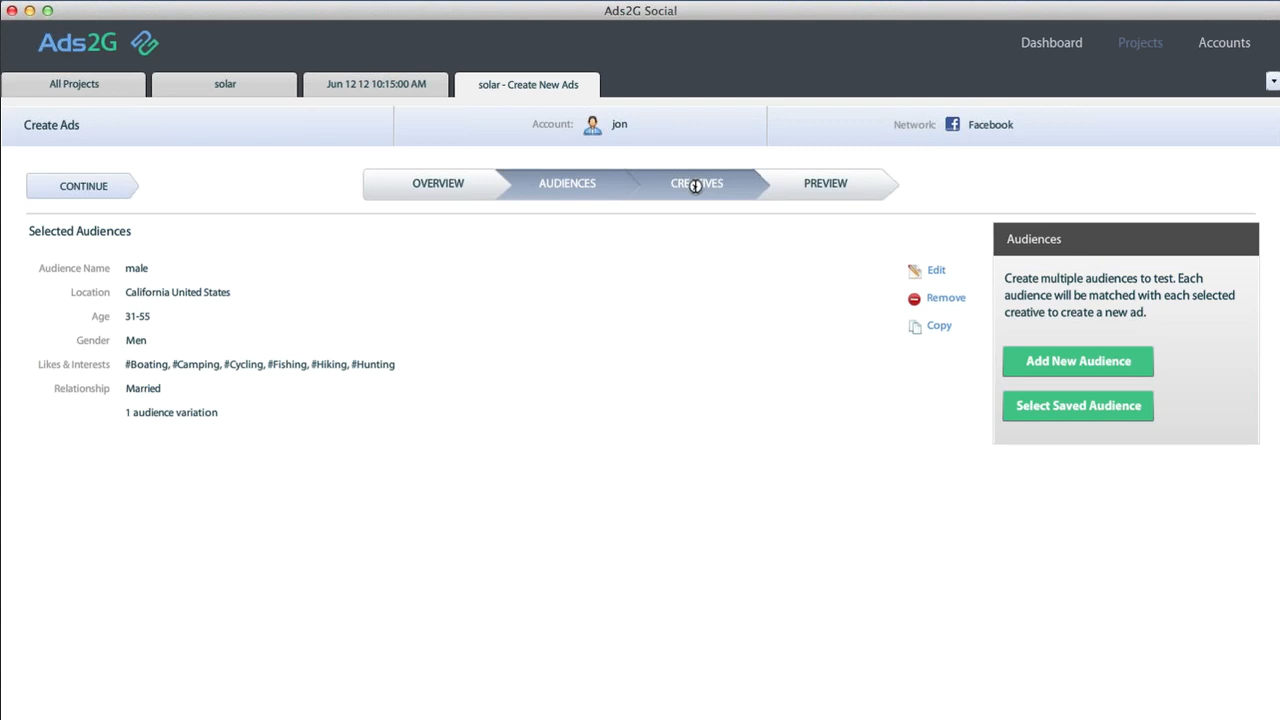 Ads2G Social
Ads2G
Dashboard Projects Accounts
All Projects solar Jun 12 12 10:15:00 AM solar - Create New Ads
Create Ads Account: jon Network: Facebook
CONTINUE OVERVIEW AUDIENCES CREATIVES PREVIEW
Selected Audiences
Audience Name male
Location California United States
Age 31-55
Gender Men
Likes & Interests #Boating, #Camping, #Cycling, #Fishing, #Hiking, #Hunting
Relationship Married
1 audience variation
Edit
Remove
Copy
Audiences
Create multiple audiences to test. Each
audience will be matched with each selected
creative to create a new ad.
Add New Audience
Select Saved Audience